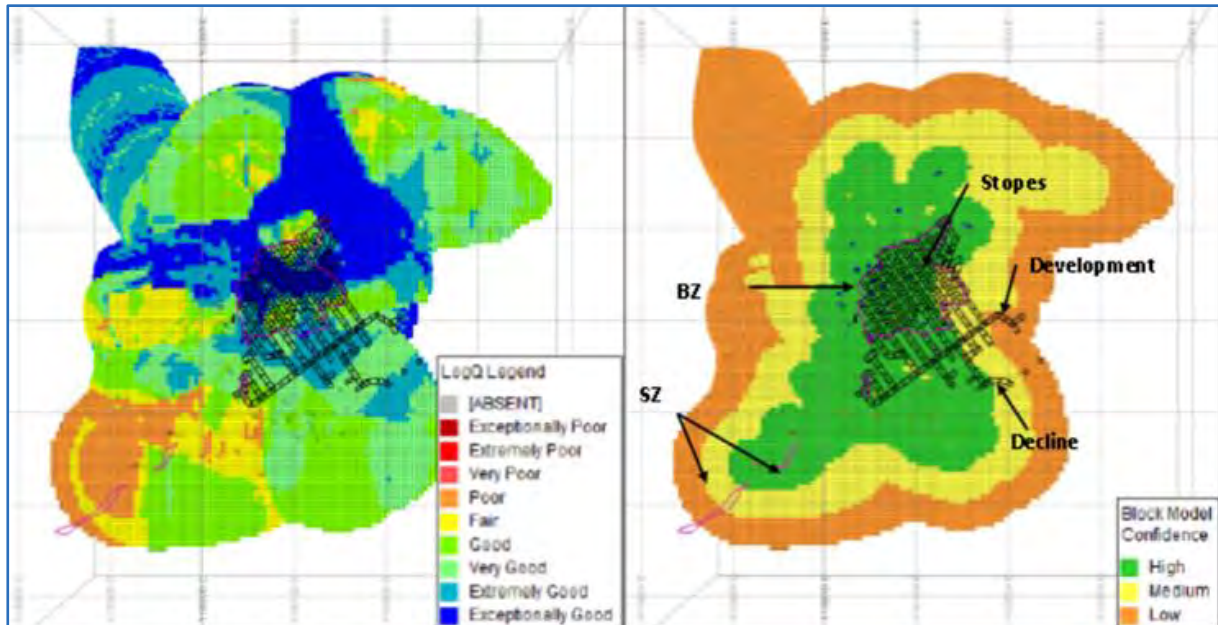 LogQ Legend
[ABSENT]
Exceptionally Poor
Extremely Poor
Very Poor
Poor
Fair
Good
Very Good
Extremely Good
Exceptionally Good
Stopes
Development
BZ
SZ
Decline
Block Model
Confidence
High
Medium
Low